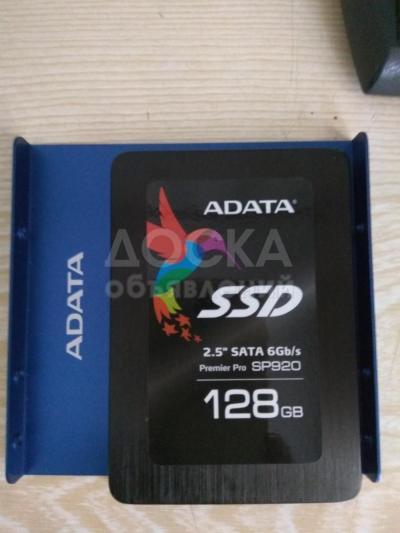 ADATA
ADATA
ДОСКА
объявлений
SSD
2.5" SATA 6Gb/s
Premier Pro SP920
128GB